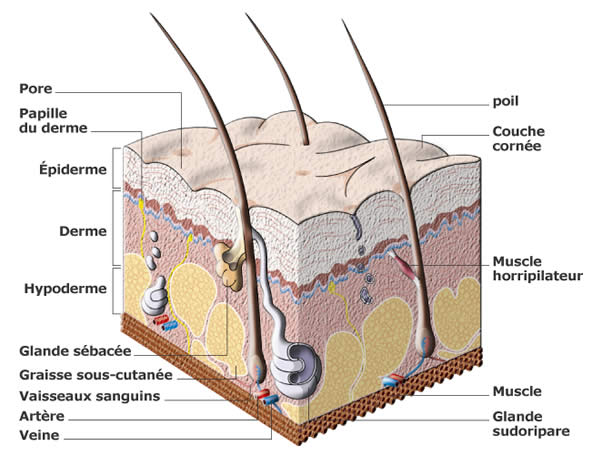 Pore
Papille
du derme
Épiderme
Derme
Hypoderme
Glande sébacée
Graisse sous-cutanée
Vaisseaux sanguins
Artère
Veine
poil
Couche
cornée
Muscle
horripilateur
Muscle
Glande
sudoripare